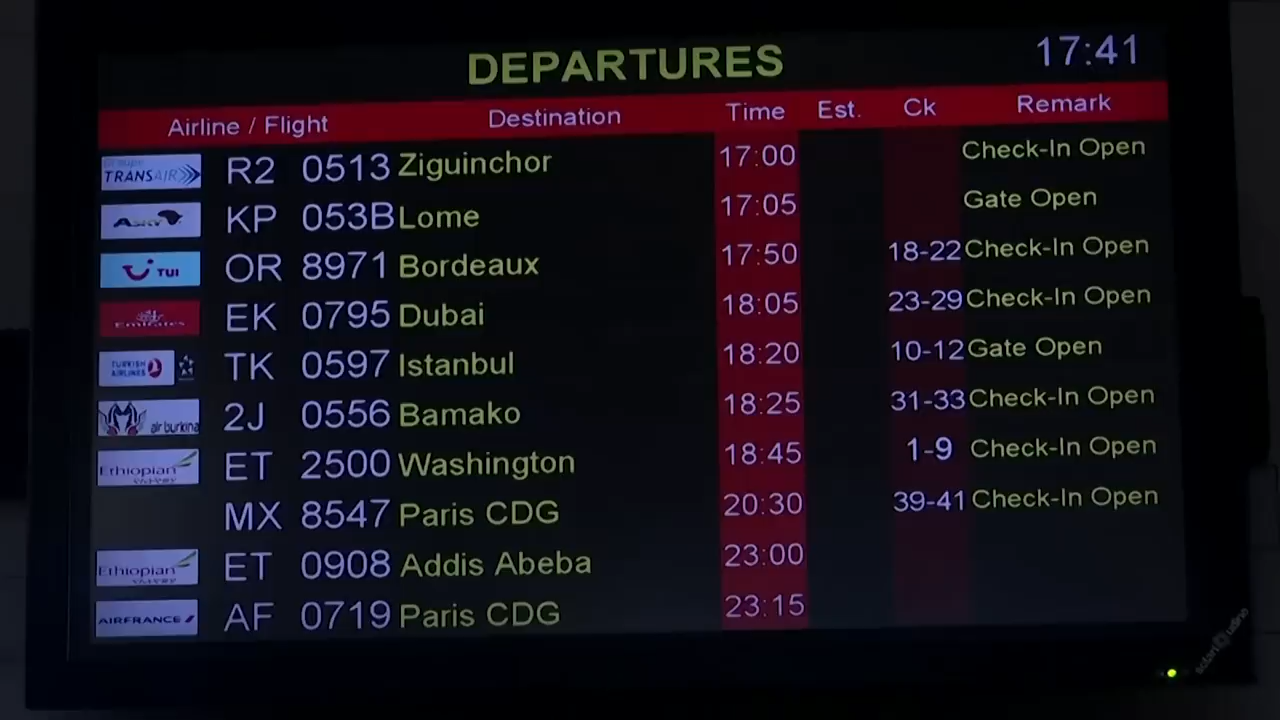 DEPARTURES 17:41
Airline / Flight Destination Time Est. Ck Remark
Groupe TRANSAIR R2 0513 Ziguinchor 17:00 Check-In Open
ASKY KP 053B Lome 17:05 Gate Open
TUI OR 8971 Bordeaux 17:50 18-22 Check-In Open
Emirates EK 0795 Dubai 18:05 23-29 Check-In Open
TURKISH AIRLINES TK 0597 Istanbul 18:20 10-12 Gate Open
air burkina 2J 0556 Bamako 18:25 31-33 Check-In Open
Ethiopian ET 2500 Washington 18:45 1-9 Check-In Open
MX 8547 Paris CDG 20:30 39-41 Check-In Open
Ethiopian ET 0908 Addis Abeba 23:00
AIRFRANCE AF 0719 Paris CDG 23:15
solari udine